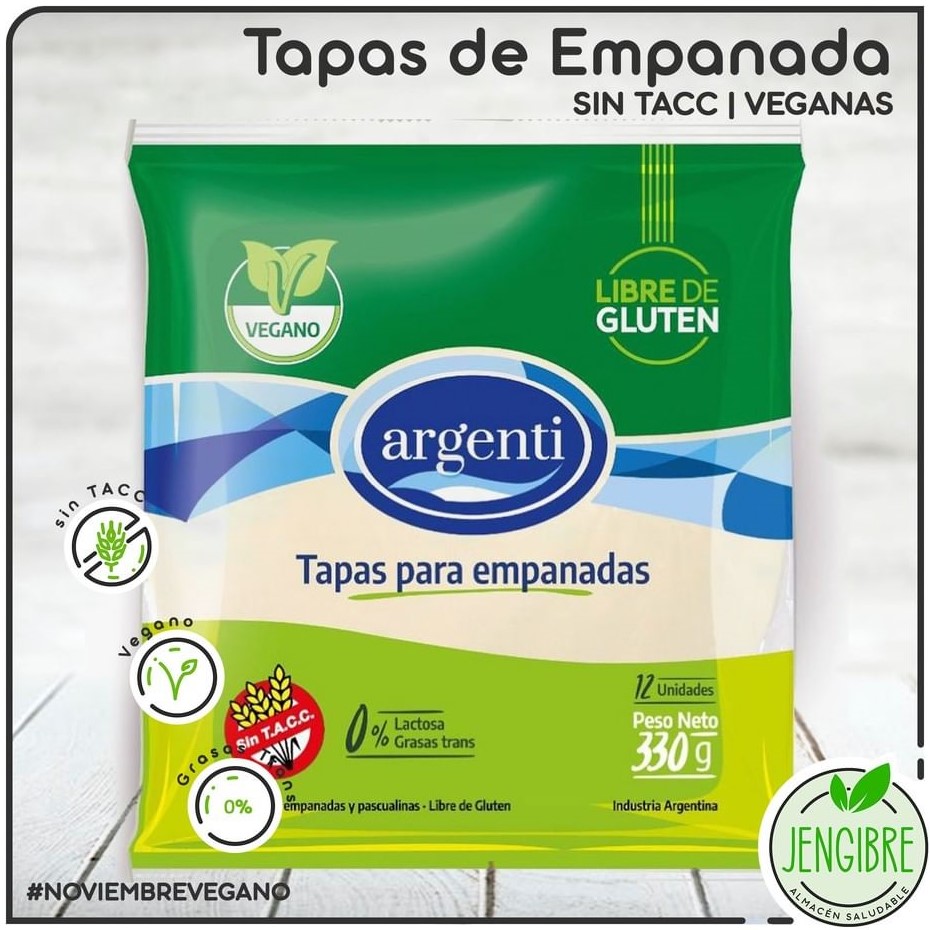 Tapas de Empanada
SIN TACC | VEGANAS
VEGANO
LIBRE DE
GLUTEN
argenti
Tapas para empanadas
sin TACC
Vegano
Sin T.A.C.C.
0% Lactosa
Grasas trans
12 Unidades
Peso Neto
330 g
Grasas Trans
0%
empanadas y pascualinas - Libre de Gluten
Industria Argentina
JENGIBRE
ALMACÉN SALUDABLE
#NOVIEMBREVEGANO